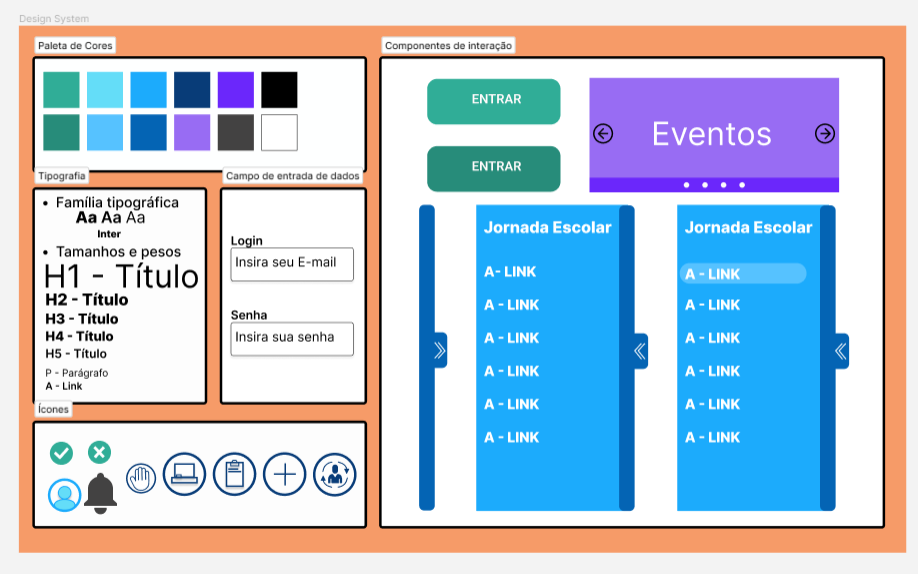 Design System
Paleta de Cores
Tipografia
• Família tipográfica
Aa Aa Aa
Inter
• Tamanhos e pesos
H1 - Título
H2 - Título
H3 - Título
H4 - Título
H5 - Título
P - Parágrafo
A - Link
Campo de entrada de dados
Login
Insira seu E-mail
Senha
Insira sua senha
Ícones
Componentes de interação
ENTRAR
ENTRAR
Eventos
Jornada Escolar
A- LINK
A - LINK
A - LINK
A - LINK
A - LINK
A - LINK
Jornada Escolar
A - LINK
A - LINK
A - LINK
A - LINK
A - LINK
A - LINK